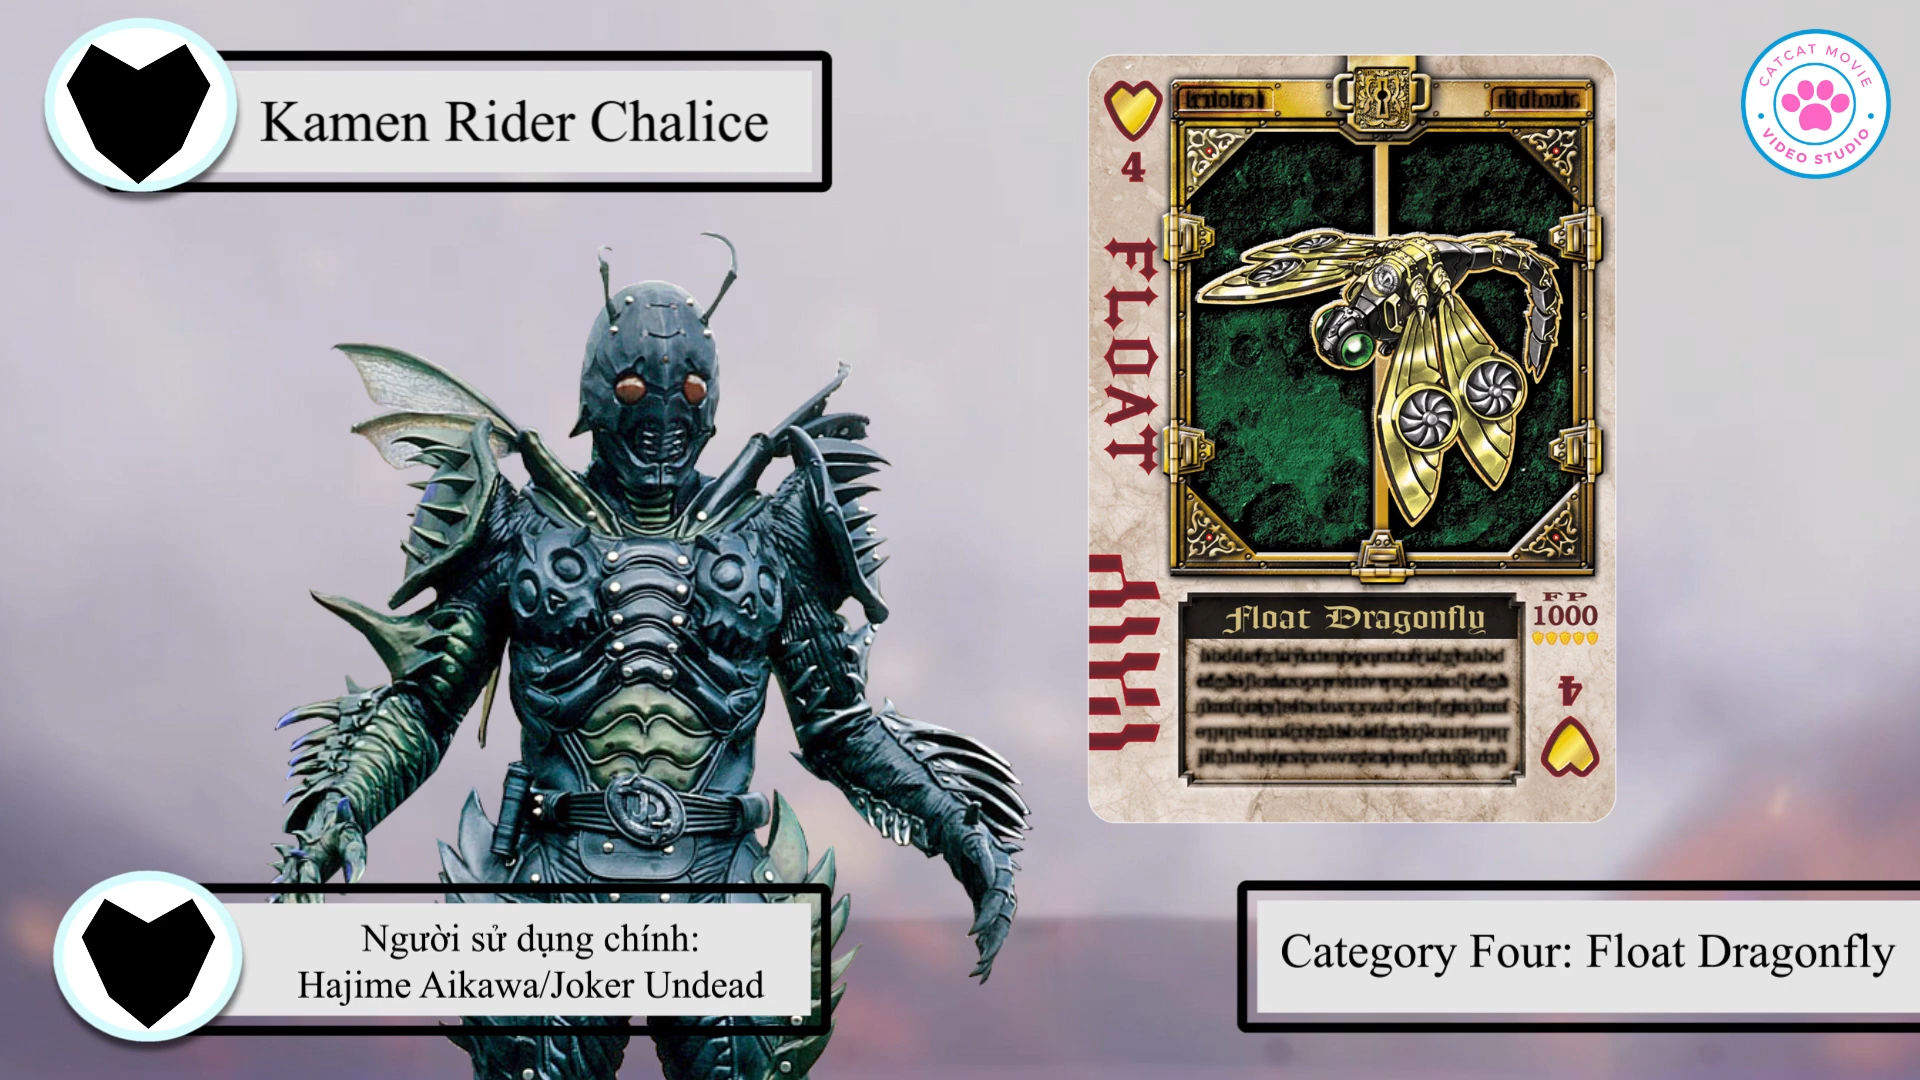 Kamen Rider Chalice
CATCAT MOVIE
VIDEO STUDIO
4
FLOAT
Float Dragonfly
FP
1000
4
Người sử dụng chính:
Hajime Aikawa/Joker Undead
Category Four: Float Dragonfly